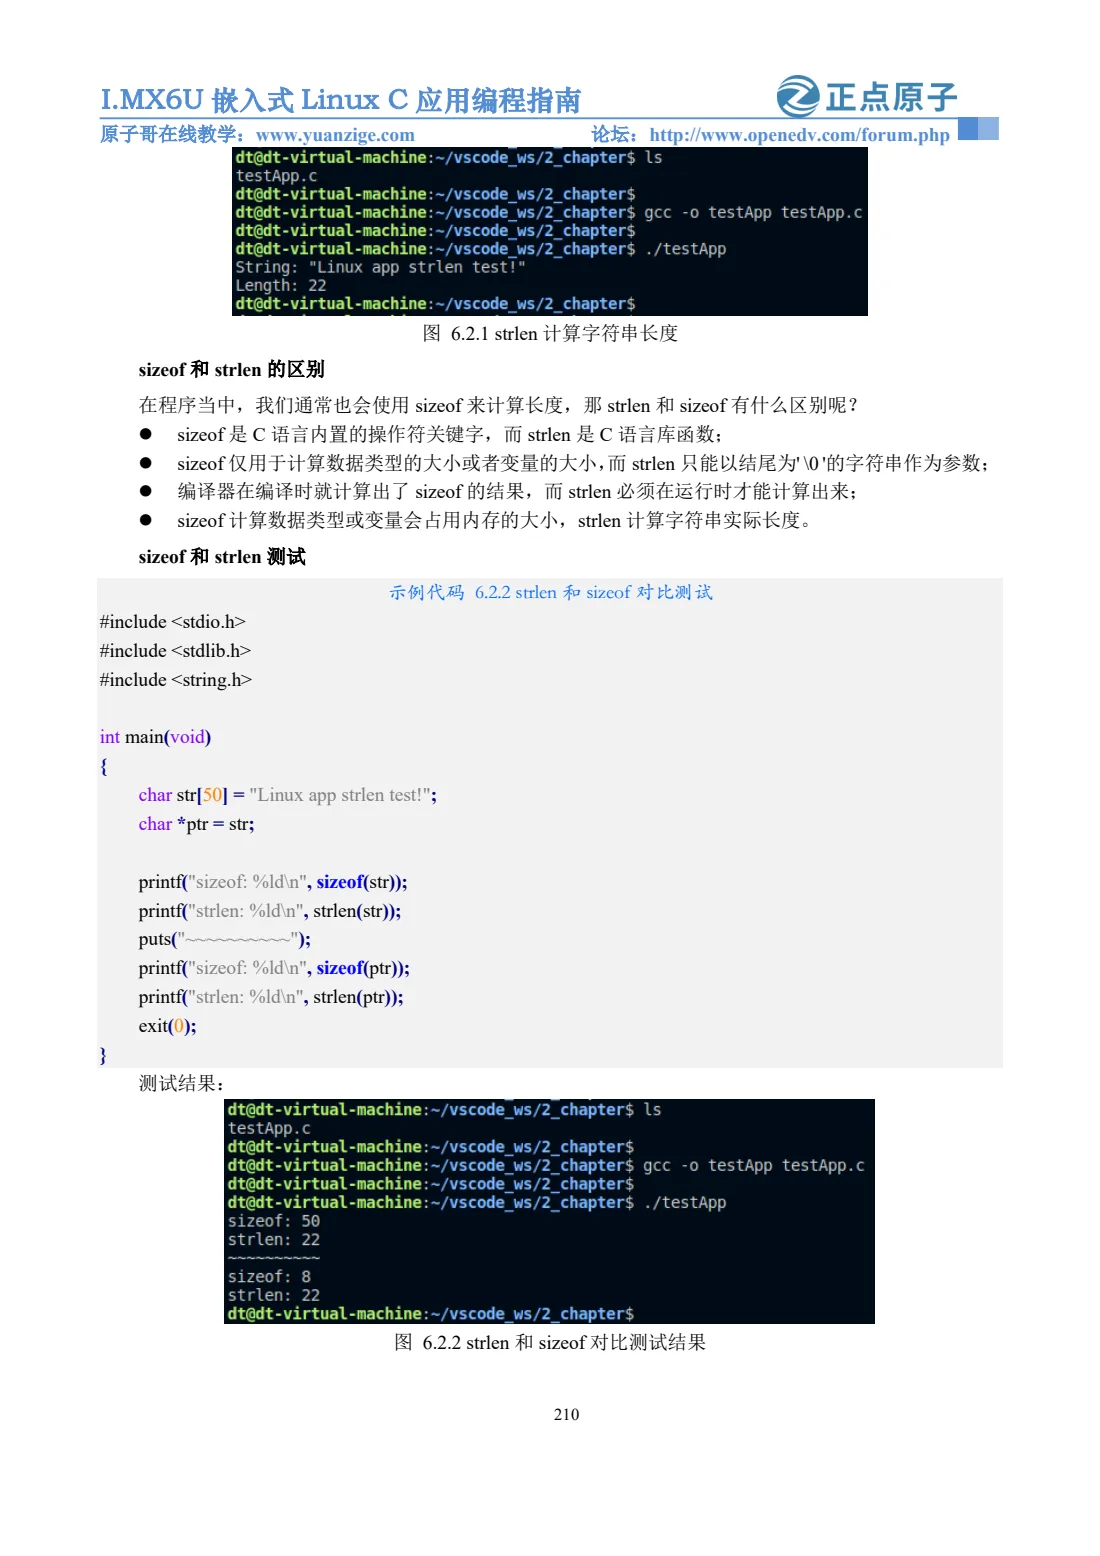 I.MX6U 嵌入式 Linux C 应用编程指南
正点原子
原子哥在线教学：www.yuanzige.com 论坛：http://www.openedv.com/forum.php
dt@dt-virtual-machine:~/vscode_ws/2_chapter$ ls
testApp.c
dt@dt-virtual-machine:~/vscode_ws/2_chapter$
dt@dt-virtual-machine:~/vscode_ws/2_chapter$ gcc -o testApp testApp.c
dt@dt-virtual-machine:~/vscode_ws/2_chapter$
dt@dt-virtual-machine:~/vscode_ws/2_chapter$ ./testApp
String: "Linux app strlen test!"
Length: 22
dt@dt-virtual-machine:~/vscode_ws/2_chapter$
图 6.2.1 strlen 计算字符串长度
sizeof 和 strlen 的区别
在程序当中，我们通常也会使用 sizeof 来计算长度，那 strlen 和 sizeof 有什么区别呢？
● sizeof 是 C 语言内置的操作符关键字，而 strlen 是 C 语言库函数；
● sizeof 仅用于计算数据类型的大小或者变量的大小，而 strlen 只能以结尾为' \0 '的字符串作为参数；
● 编译器在编译时就计算出了 sizeof 的结果，而 strlen 必须在运行时才能计算出来；
● sizeof 计算数据类型或变量会占用内存的大小，strlen 计算字符串实际长度。
sizeof 和 strlen 测试
示例代码 6.2.2 strlen 和 sizeof 对比测试
#include <stdio.h>
#include <stdlib.h>
#include <string.h>
int main(void)
{
char str[50] = "Linux app strlen test!";
char *ptr = str;
printf("sizeof: %ld\n", sizeof(str));
printf("strlen: %ld\n", strlen(str));
puts("~~~~~~~~~~");
printf("sizeof: %ld\n", sizeof(ptr));
printf("strlen: %ld\n", strlen(ptr));
exit(0);
}
测试结果：
dt@dt-virtual-machine:~/vscode_ws/2_chapter$ ls
testApp.c
dt@dt-virtual-machine:~/vscode_ws/2_chapter$
dt@dt-virtual-machine:~/vscode_ws/2_chapter$ gcc -o testApp testApp.c
dt@dt-virtual-machine:~/vscode_ws/2_chapter$
dt@dt-virtual-machine:~/vscode_ws/2_chapter$ ./testApp
sizeof: 50
strlen: 22
~~~~~~~~~~
sizeof: 8
strlen: 22
dt@dt-virtual-machine:~/vscode_ws/2_chapter$
图 6.2.2 strlen 和 sizeof 对比测试结果
210